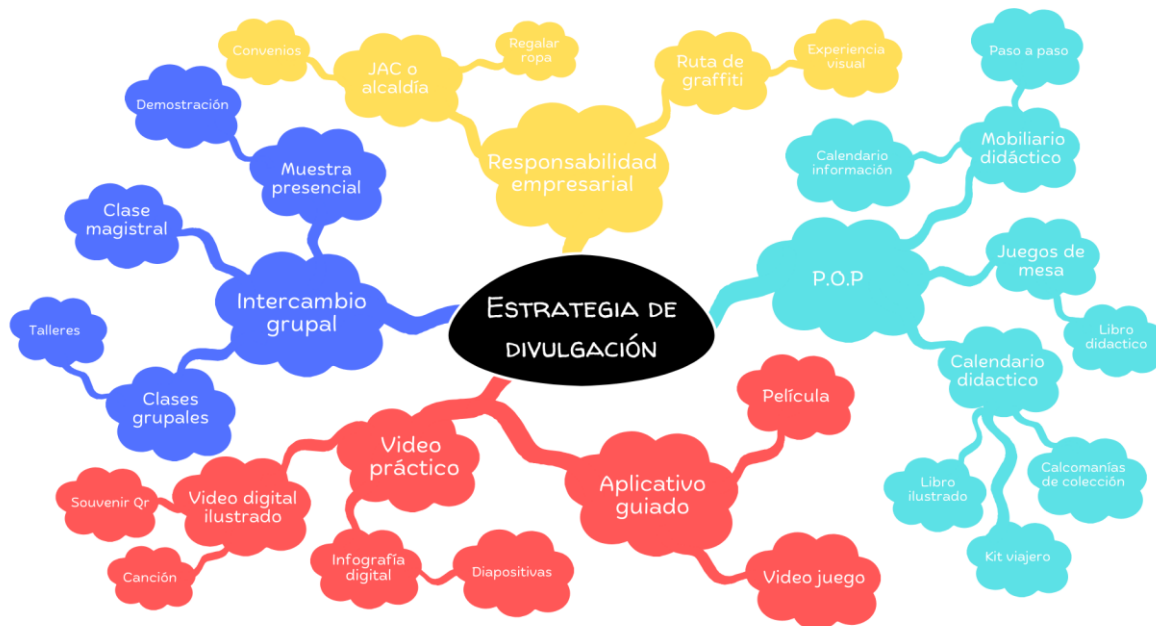 Convenios
JAC o
alcaldía
Regalar
ropa
Ruta de
graffiti
Experiencia
visual
Responsabilidad
empresarial
Demostración
Muestra
presencial
Clase
magistral
Intercambio
grupal
Talleres
Clases
grupales
ESTRATEGIA DE
DIVULGACIÓN
Paso a paso
Mobiliario
didáctico
Calendario
información
P.O.P
Juegos de
mesa
Libro
didactico
Calendario
didactico
Libro
ilustrado
Calcomanías
de colección
Kit viajero
Película
Aplicativo
guiado
Video juego
Video
práctico
Video digital
ilustrado
Souvenir Qr
Canción
Infografía
digital
Diapositivas